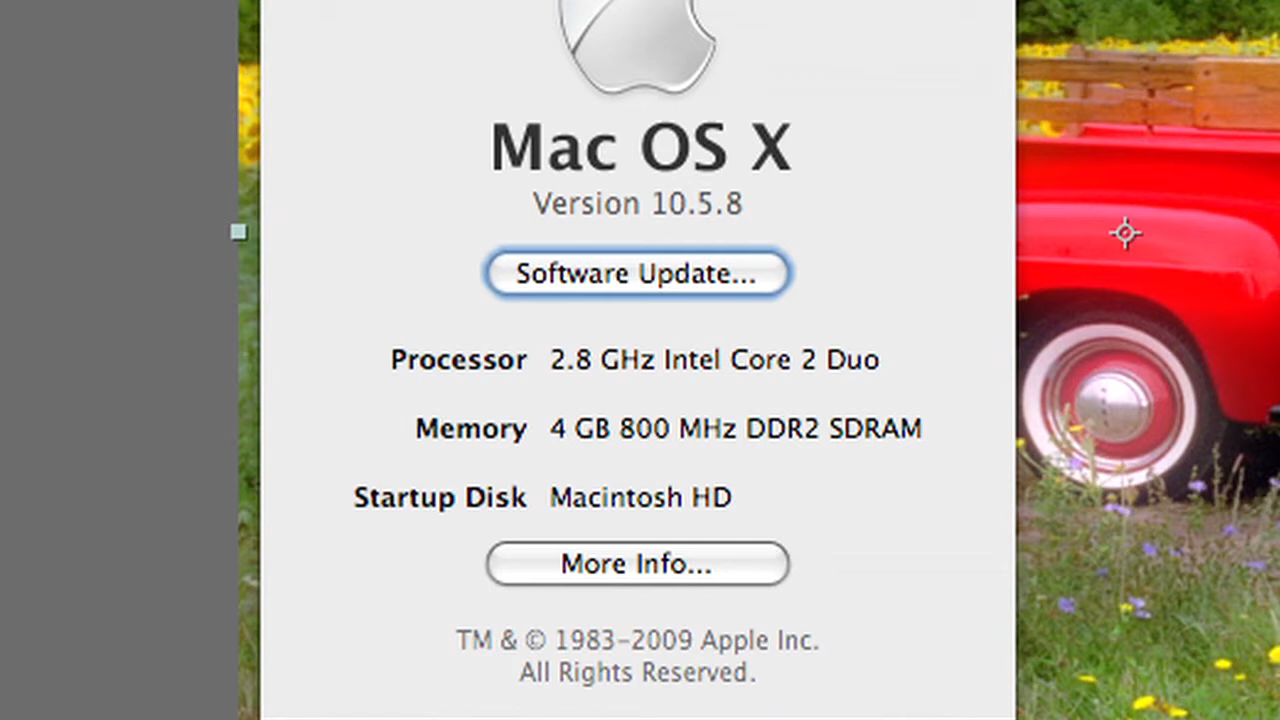 Mac OS X
Version 10.5.8
Software Update...
Processor 2.8 GHz Intel Core 2 Duo
Memory 4 GB 800 MHz DDR2 SDRAM
Startup Disk Macintosh HD
More Info...
TM & © 1983–2009 Apple Inc.
All Rights Reserved.